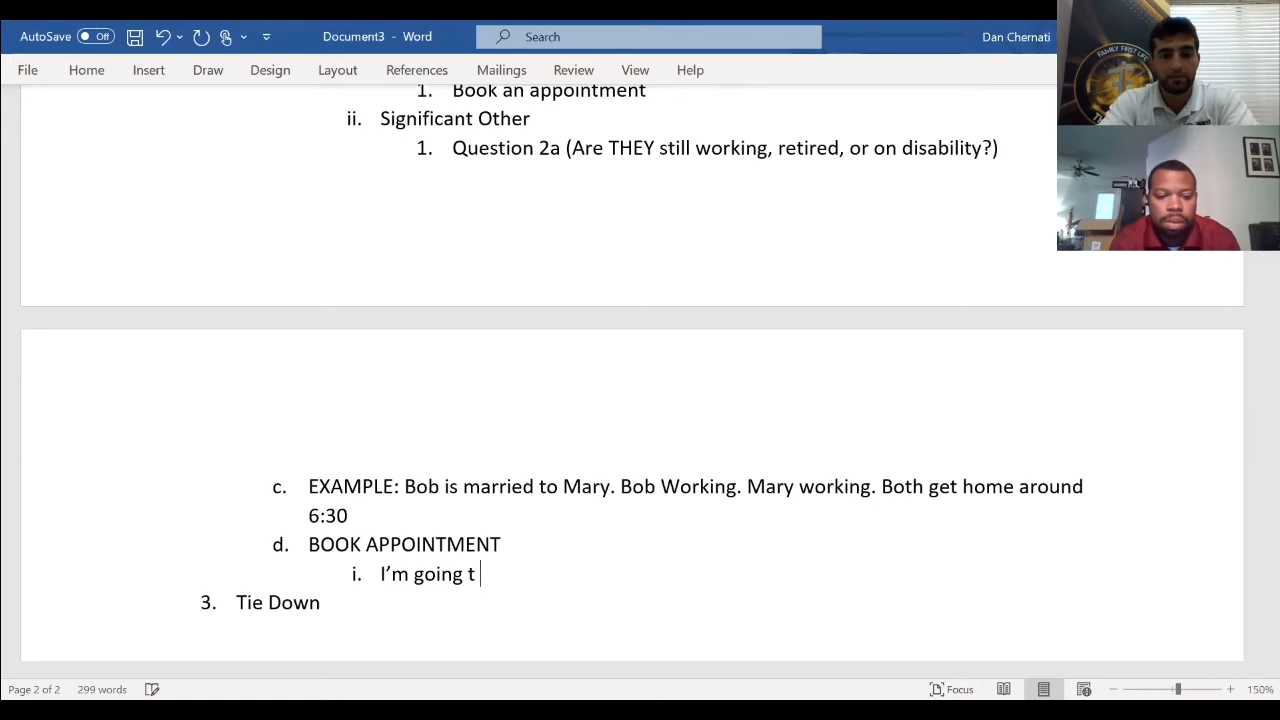 AutoSave Off Document3 - Word Search Dan Chernati
File Home Insert Draw Design Layout References Mailings Review View Help
FAMILY FIRST LIFE
1. Book an appointment
ii. Significant Other
1. Question 2a (Are THEY still working, retired, or on disability?)
c. EXAMPLE: Bob is married to Mary. Bob Working. Mary working. Both get home around
6:30
d. BOOK APPOINTMENT
i. I’m going t
3. Tie Down
Page 2 of 2 299 words Focus 150%